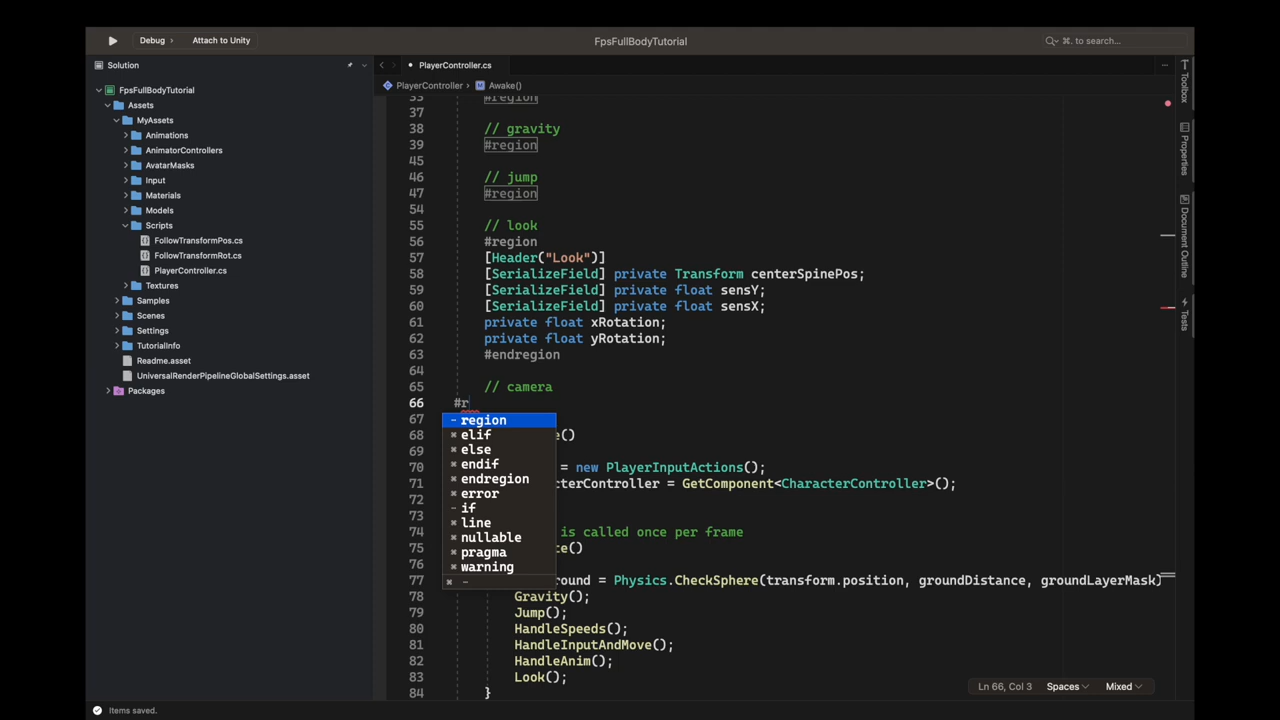 Debug › Attach to Unity
FpsFullBodyTutorial
⌘. to search...
Solution
PlayerController.cs
PlayerController › Awake()
FpsFullBodyTutorial
Assets
MyAssets
Animations
AnimatorControllers
AvatarMasks
Input
Materials
Models
Scripts
FollowTransformPos.cs
FollowTransformRot.cs
PlayerController.cs
Textures
Samples
Scenes
Settings
TutorialInfo
Readme.asset
UniversalRenderPipelineGlobalSettings.asset
Packages
33 #region
37
38 // gravity
39 #region
45
46 // jump
47 #region
54
55 // look
56 #region
57 [Header("Look")]
58 [SerializeField] private Transform centerSpinePos;
59 [SerializeField] private float sensY;
60 [SerializeField] private float sensX;
61 private float xRotation;
62 private float yRotation;
63 #endregion
64
65 // camera
66 #r
67
68 e()
69
70 = new PlayerInputActions();
71 cterController = GetComponent<CharacterController>();
72
73
74 is called once per frame
75 te()
76
77 ound = Physics.CheckSphere(transform.position, groundDistance, groundLayerMask)
78 Gravity();
79 Jump();
80 HandleSpeeds();
81 HandleInputAndMove();
82 HandleAnim();
83 Look();
84 }
region
elif
else
endif
endregion
error
if
line
nullable
pragma
warning
Toolbox
Properties
Document Outline
Tests
Ln 66, Col 3 Spaces Mixed
Items saved.